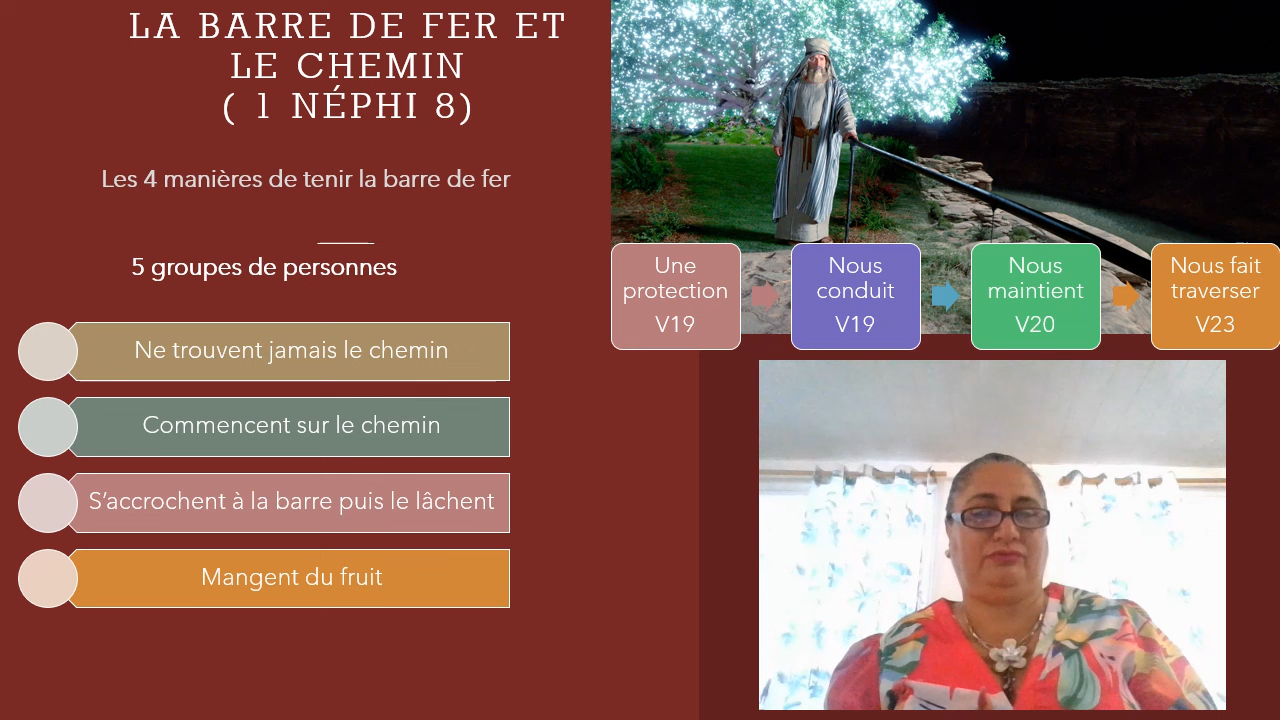 LA BARRE DE FER ET
LE CHEMIN
( 1 NÉPHI 8)
Les 4 manières de tenir la barre de fer
5 groupes de personnes
Ne trouvent jamais le chemin
Commencent sur le chemin
S’accrochent à la barre puis le lâchent
Mangent du fruit
Une
protection
V19
Nous
conduit
V19
Nous
maintient
V20
Nous fait
traverser
V23